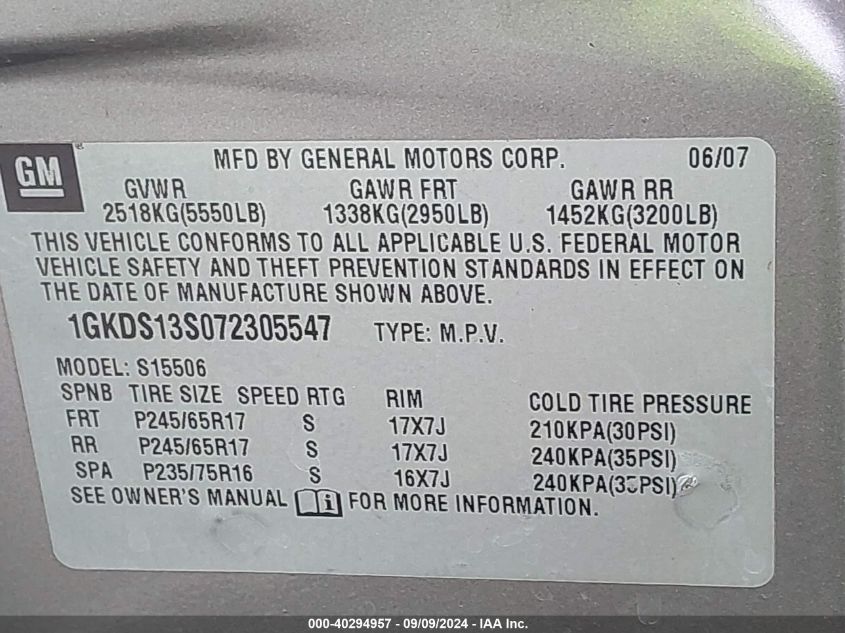 GM
MFD BY GENERAL MOTORS CORP. 06/07
GVWR GAWR FRT GAWR RR
2518KG(5550LB) 1338KG(2950LB) 1452KG(3200LB)
THIS VEHICLE CONFORMS TO ALL APPLICABLE U.S. FEDERAL MOTOR
VEHICLE SAFETY AND THEFT PREVENTION STANDARDS IN EFFECT ON
THE DATE OF MANUFACTURE SHOWN ABOVE.
1GKDS13S072305547 TYPE: M.P.V.
MODEL: S15506
SPNB TIRE SIZE SPEED RTG RIM COLD TIRE PRESSURE
FRT P245/65R17 S 17X7J 210KPA(30PSI)
RR P245/65R17 S 17X7J 240KPA(35PSI)
SPA P235/75R16 S 16X7J 240KPA(35PSI)
SEE OWNER'S MANUAL FOR MORE INFORMATION.
000-40294957 - 09/09/2024 - IAA Inc.